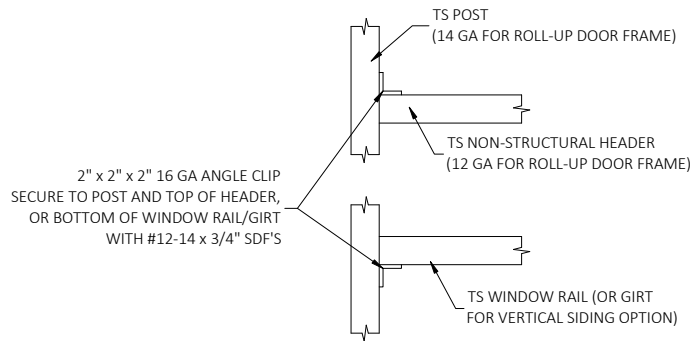 TS POST
(14 GA FOR ROLL-UP DOOR FRAME)
TS NON-STRUCTURAL HEADER
(12 GA FOR ROLL-UP DOOR FRAME)
2" x 2" x 2" 16 GA ANGLE CLIP
SECURE TO POST AND TOP OF HEADER,
OR BOTTOM OF WINDOW RAIL/GIRT
WITH #12-14 x 3/4" SDF'S
TS WINDOW RAIL (OR GIRT
FOR VERTICAL SIDING OPTION)